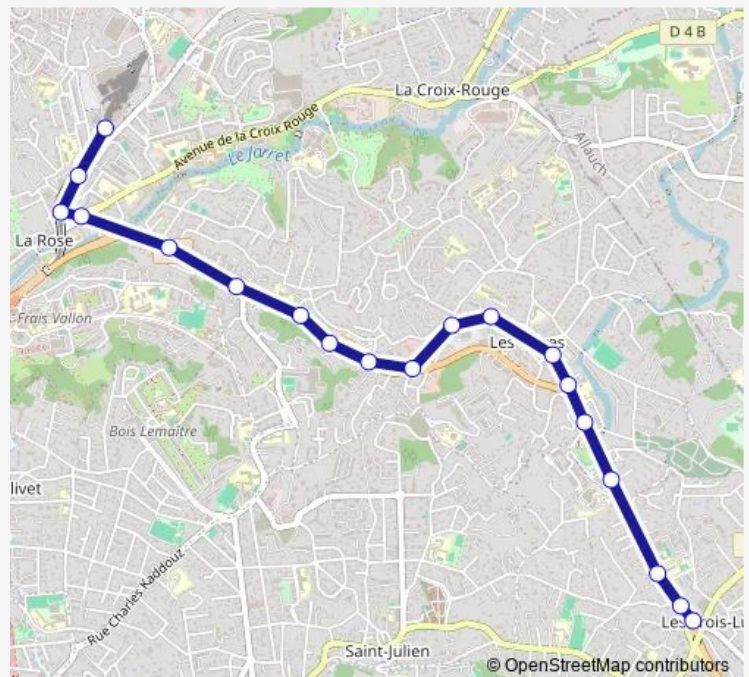 D 4 B
La Croix-Rouge
Avenue de la Croix Rouge
Le Jarret
Allauch
La Rose
Frais Vallon
Bois Lemaître
livet
Rue Charles Kaddouz
Saint-Julien
© OpenStreetMap contributors